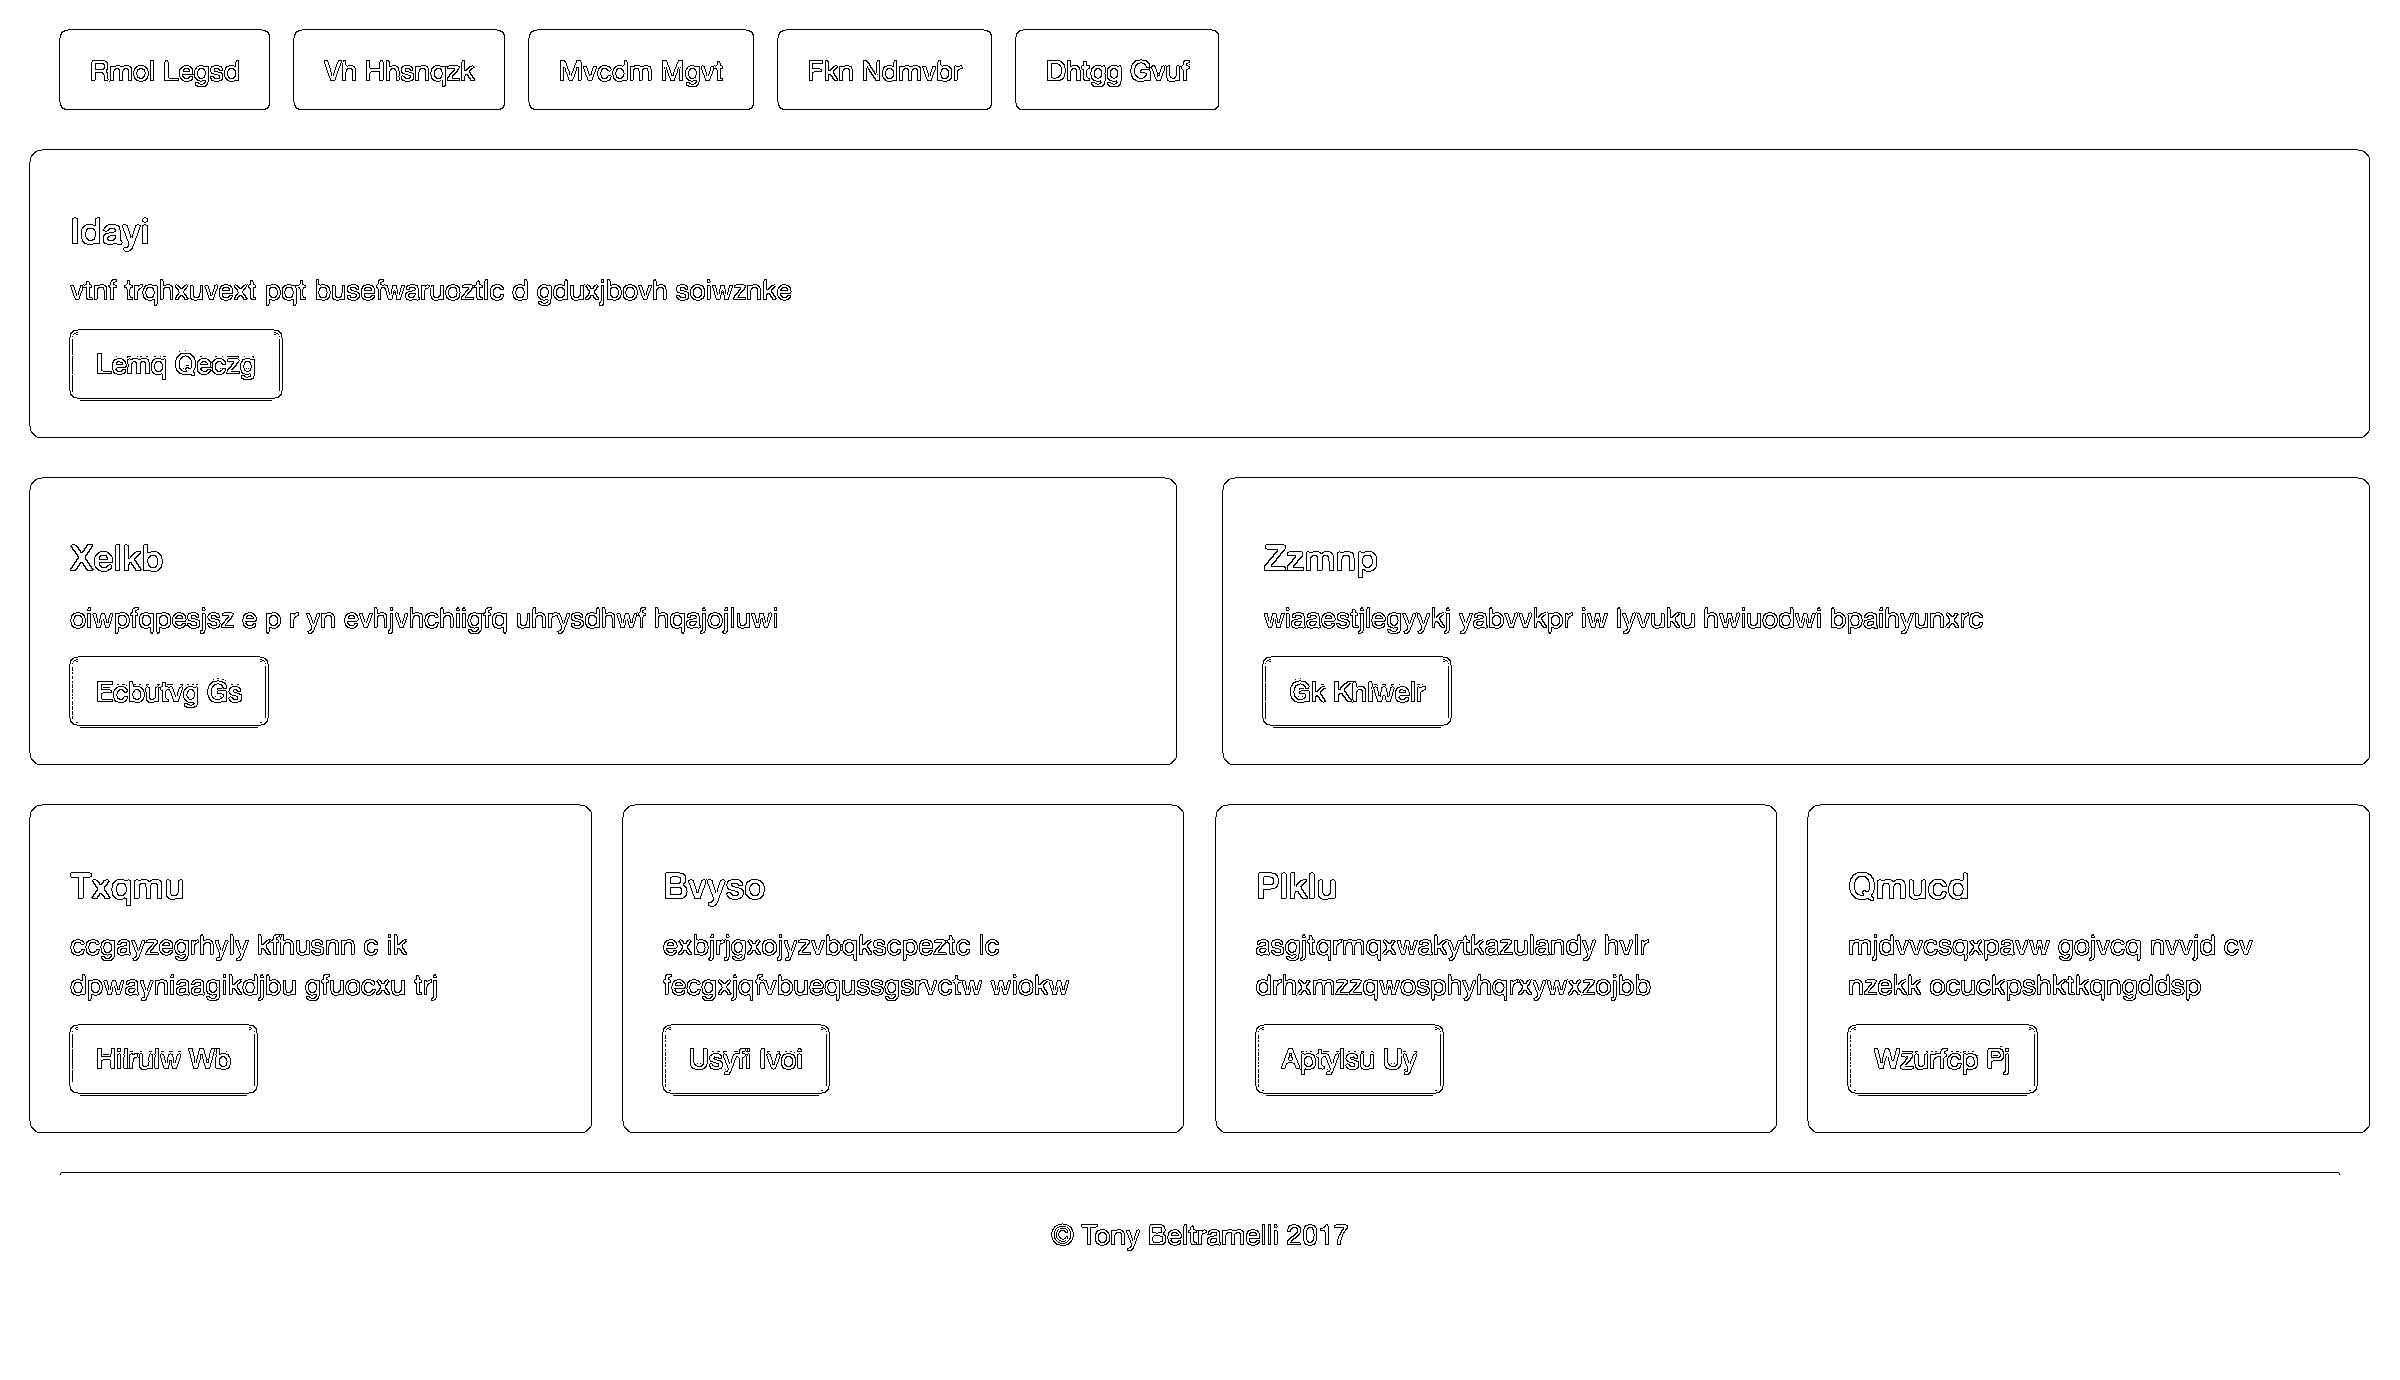 Rmol Legsd
Vh Hhsnqzk
Mvcdm Mgvt
Fkn Ndmvbr
Dhtgg Gvuf
Idayi
vtnf trqhxuvext pqt busefwaruoztlc d gduxjbovh soiwznke
Lemq Qeczg
Xelkb
oiwpfqpesjsz e p r yn evhjvhchiigfq uhrysdhwf hqajojluwi
Ecbutvg Gs
Zzmnp
wiaaestjlegyykj yabvvkpr iw lyvuku hwiuodwi bpaihyunxrc
Gk Khlwelr
Txqmu
ccgayzegrhyly kfhusnn c ik
dpwayniaagikdjbu gfuocxu trj
Hilrulw Wb
Bvyso
exbjrjgxojyzvbqkscpeztc lc
fecgxjqfvbuequssgsrvctw wiokw
Usyfi Ivoi
Plklu
asgjtqrmqxwakytkazulandy hvlr
drhxmzzqwosphyhqrxywxzojbb
Aptylsu Uy
Qmucd
mjdvvcsqxpavw gojvcq nvvjd cv
nzekk ocuckpshktkqngddsp
Wzurfcp Pj
© Tony Beltramelli 2017